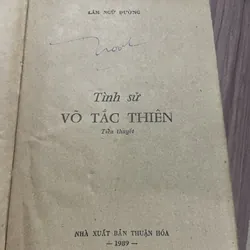 LÂM NGỮ ĐƯỜNG
Tình sử
VÕ TẮC THIÊN
Tiểu thuyết
NHÀ XUẤT BẢN THUẬN HÓA
— 1989 —